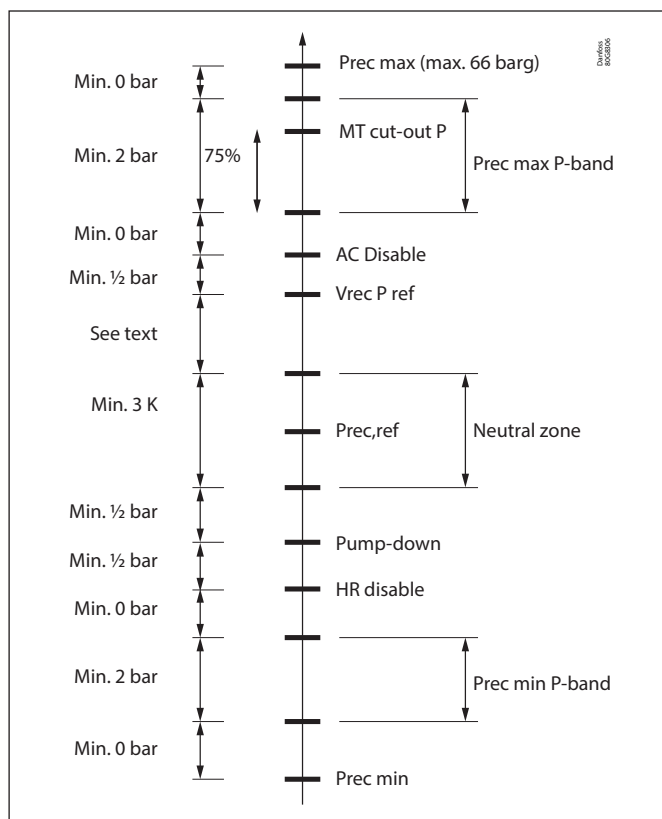 Danfoss
80G8306
Prec max (max. 66 barg)
Min. 0 bar
MT cut-out P
Min. 2 bar
75%
Prec max P-band
Min. 0 bar
AC Disable
Min. ½ bar
Vrec P ref
See text
Min. 3 K
Prec,ref
Neutral zone
Min. ½ bar
Pump-down
Min. ½ bar
HR disable
Min. 0 bar
Min. 2 bar
Prec min P-band
Min. 0 bar
Prec min